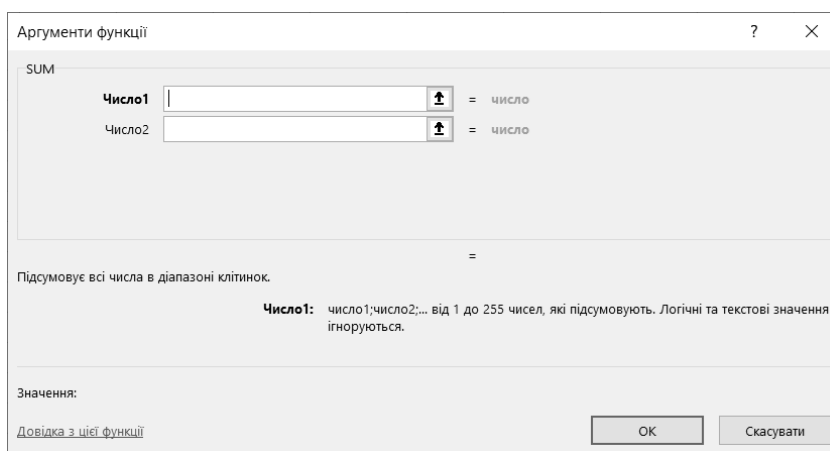 Аргументи функції ?
SUM
Число1 = число
Число2 = число
=
Підсумовує всі числа в діапазоні клітинок.
Число1: число1;число2;... від 1 до 255 чисел, які підсумовують. Логічні та текстові значення
ігноруються.
Значення:
Довідка з цієї функції
ОК Скасувати